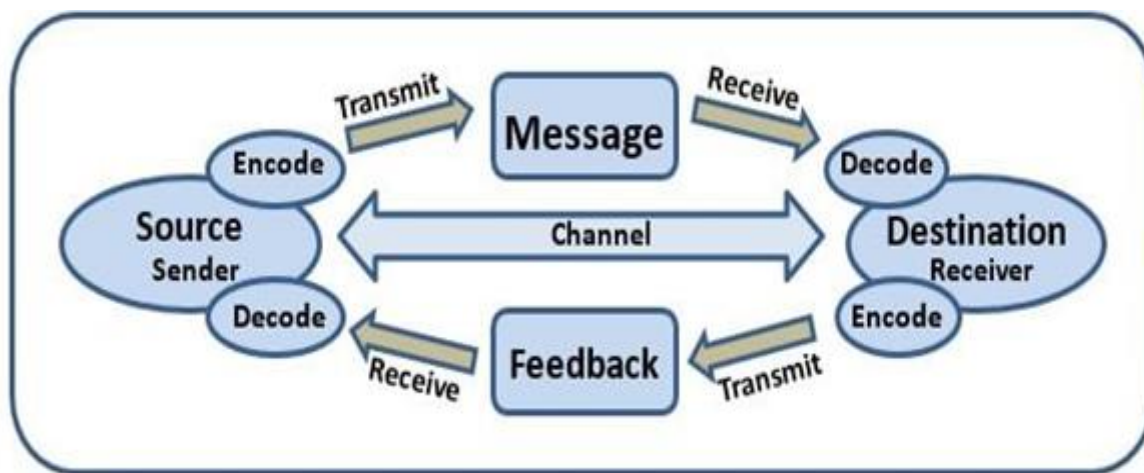 Transmit
Message
Receive
Encode
Decode
Source
Sender
Channel
Destination
Receiver
Decode
Encode
Receive
Feedback
Transmit